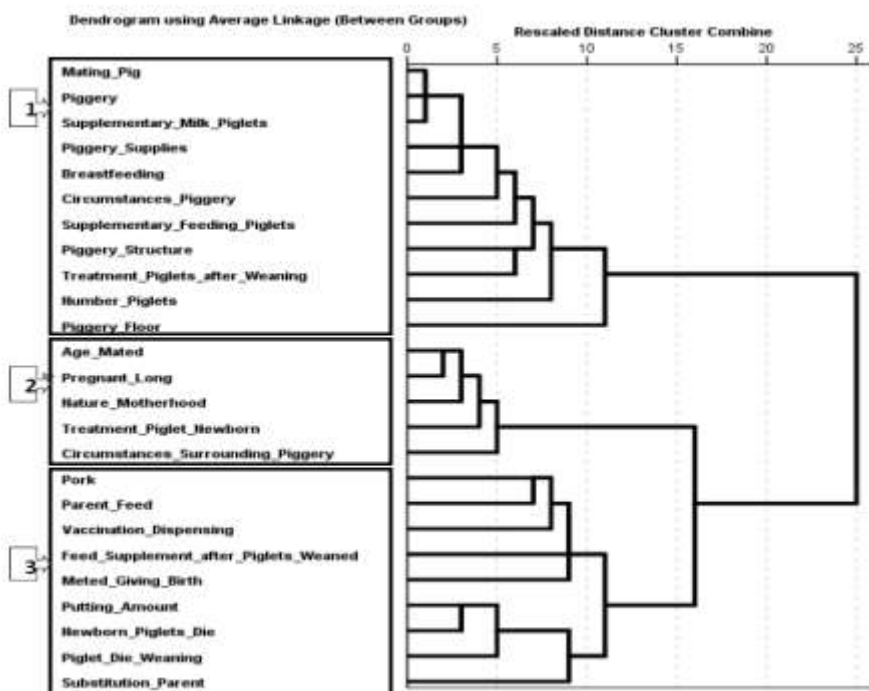 Dendrogram using Average Linkage (Between Groups)
Rescaled Distance Cluster Combine
0 5 10 15 20 25
1
Mating_Pig
Piggery
Supplementary_Milk_Piglets
Piggery_Supplies
Breastfeeding
Circumstances_Piggery
Supplementary_Feeding_Piglets
Piggery_Structure
Treatment_Piglets_after_Weaning
Number_Piglets
Piggery_Floor
2
Age_Mated
Pregnant_Long
Nature_Motherhood
Treatment_Piglet_Newborn
Circumstances_Surrounding_Piggery
3
Pork
Parent_Feed
Vaccination_Dispensing
Feed_Supplement_after_Piglets_Weaned
Meted_Giving_Birth
Putting_Amount
Newborn_Piglets_Die
Piglet_Die_Weaning
Substitution_Parent